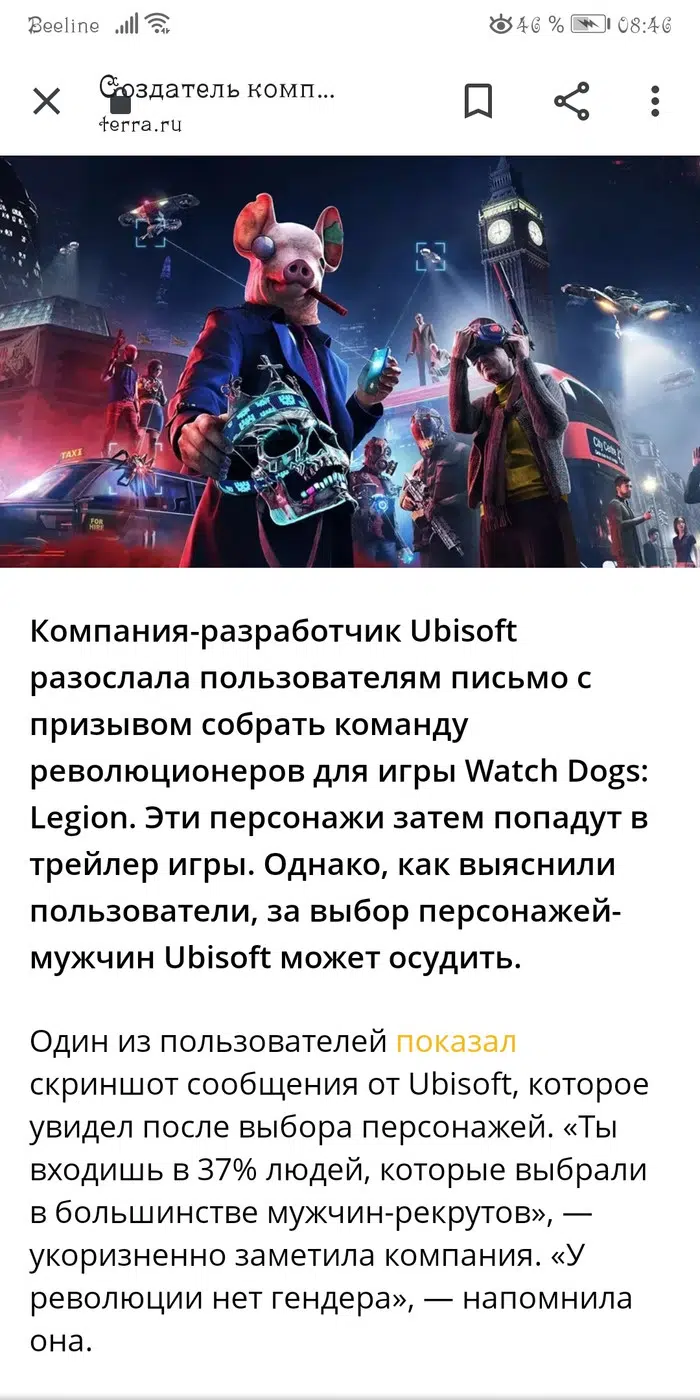 Beeline
46 % 08:46
Создатель комп...
terra.ru
TAXI
FOR
HIRE
Компания-разработчик Ubisoft
разослала пользователям письмо с
призывом собрать команду
революционеров для игры Watch Dogs:
Legion. Эти персонажи затем попадут в
трейлер игры. Однако, как выяснили
пользователи, за выбор персонажей-
мужчин Ubisoft может осудить.
Один из пользователей показал
скриншот сообщения от Ubisoft, которое
увидел после выбора персонажей. «Ты
входишь в 37% людей, которые выбрали
в большинстве мужчин-рекрутов», —
укоризненно заметила компания. «У
революции нет гендера», — напомнила
она.